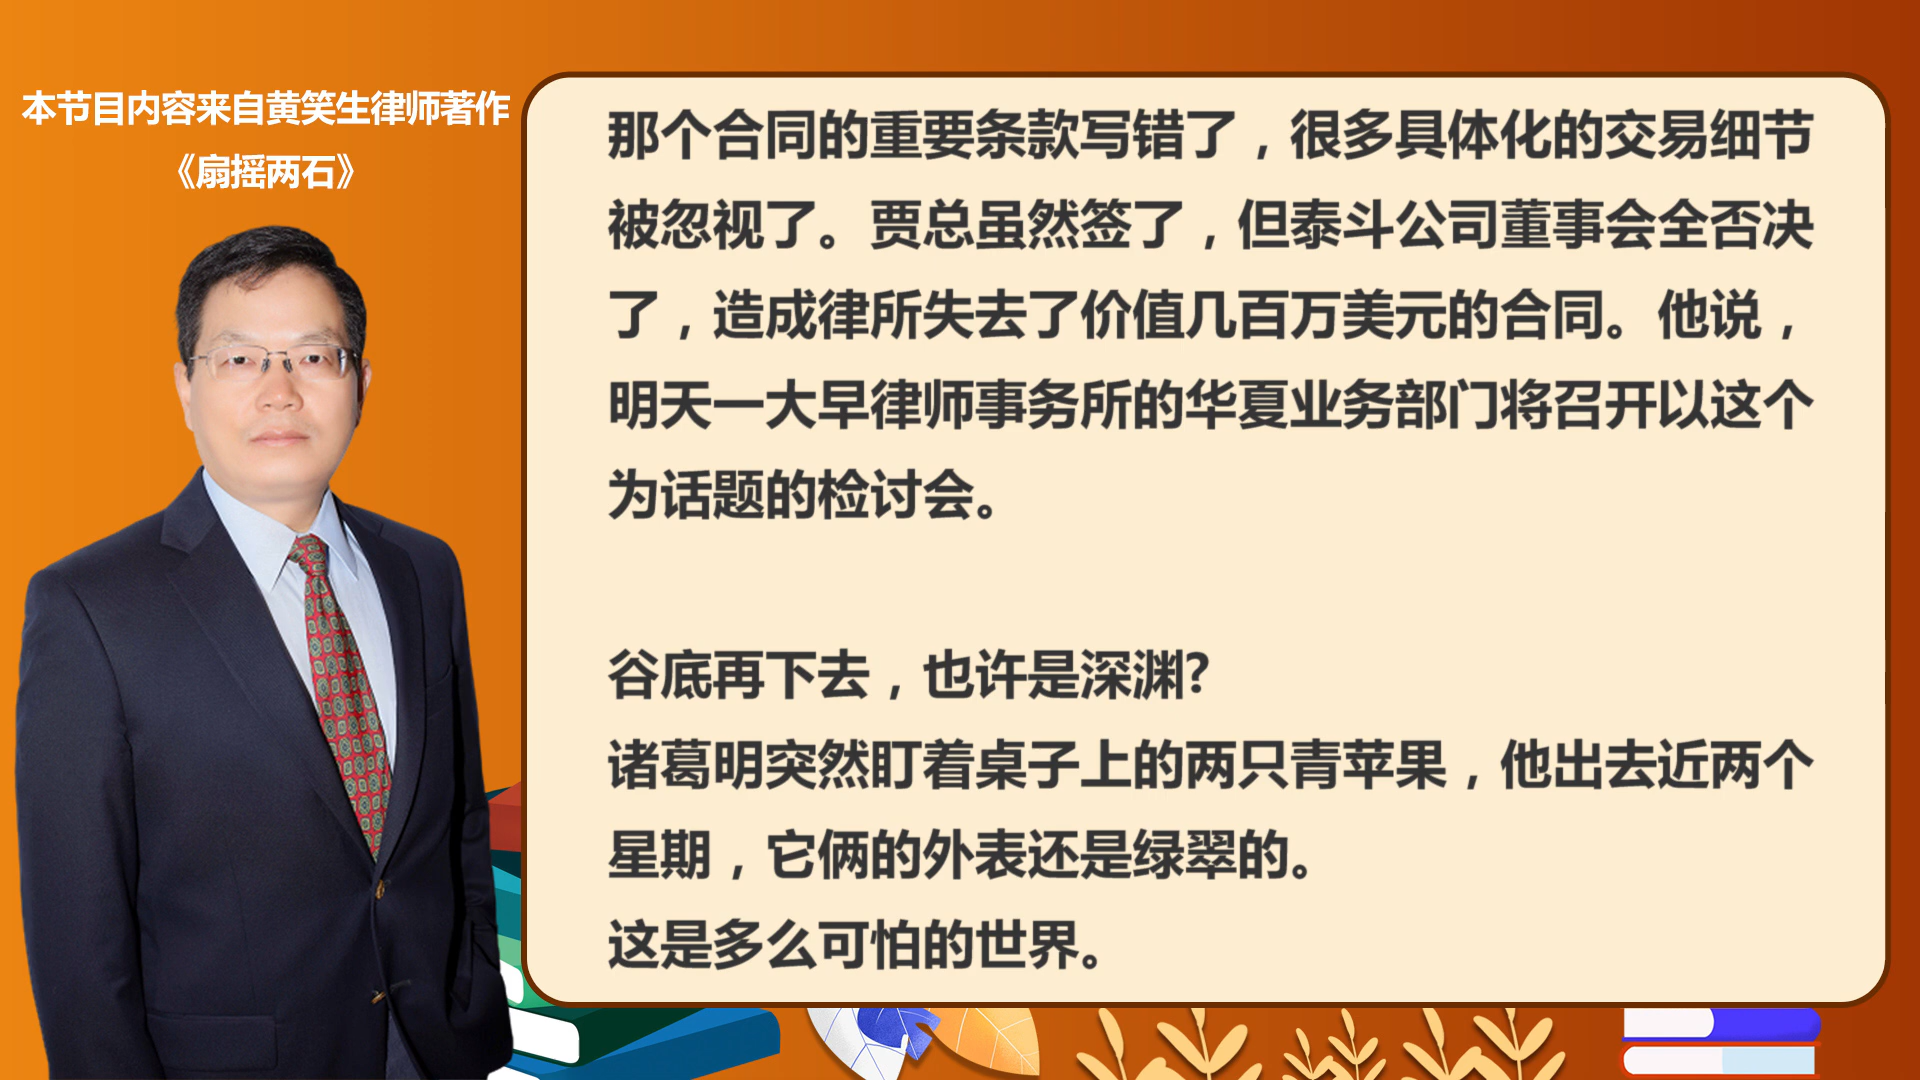 本节目内容来自黄笑生律师著作
《扇摇两石》
那个合同的重要条款写错了，很多具体化的交易细节
被忽视了。贾总虽然签了，但泰斗公司董事会全否决
了，造成律所失去了价值几百万美元的合同。他说，
明天一大早律师事务所的华夏业务部门将召开以这个
为话题的检讨会。
谷底再下去，也许是深渊?
诸葛明突然盯着桌子上的两只青苹果，他出去近两个
星期，它俩的外表还是绿翠的。
这是多么可怕的世界。